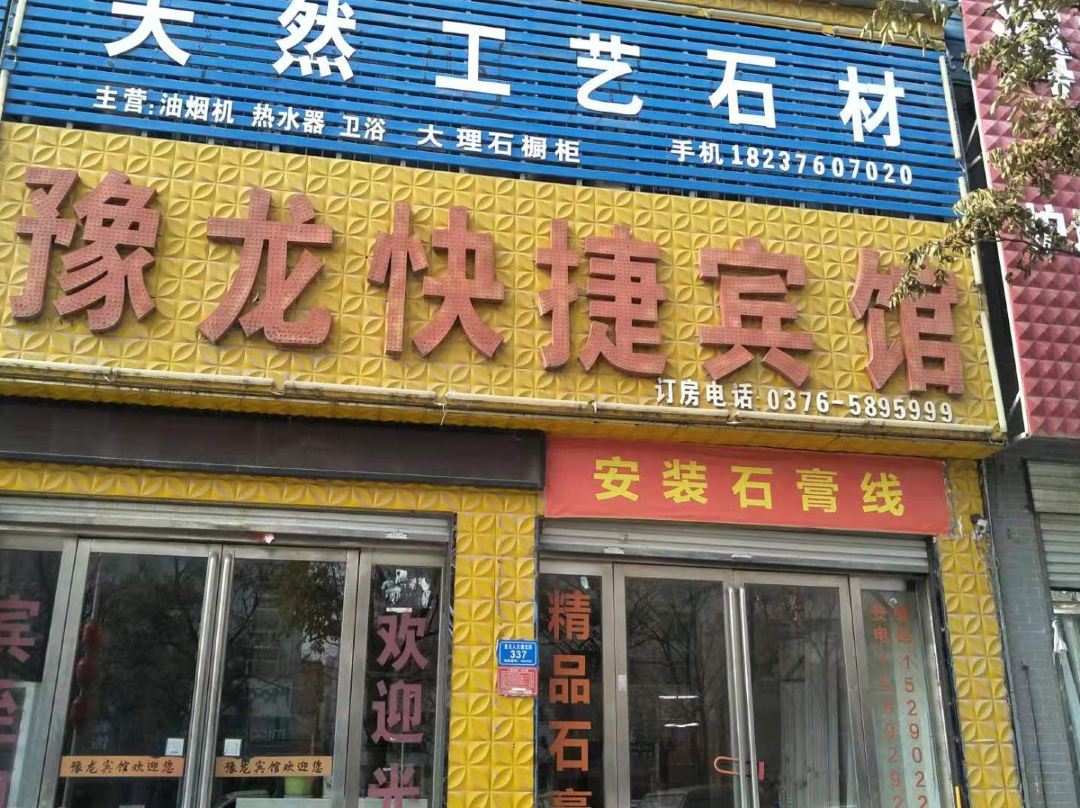 天然工艺石材
主营:油烟机 热水器 卫浴 大理石橱柜 手机18237607020
豫龙快捷宾馆
订房电话:0376-5895999
安装石膏线
精品石膏
337
宾至
欢迎光
豫龙宾馆欢迎您
豫龙宾馆欢迎您